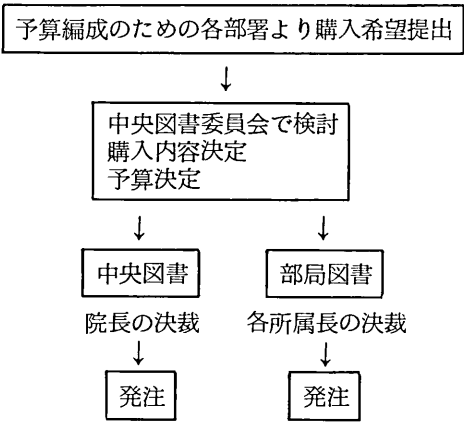 予算編成のための各部署より購入希望提出
↓
中央図書委員会で検討
購入内容決定
予算決定
↓ ↓
中央図書 部局図書
院長の決裁 各所属長の決裁
↓ ↓
発注 発注